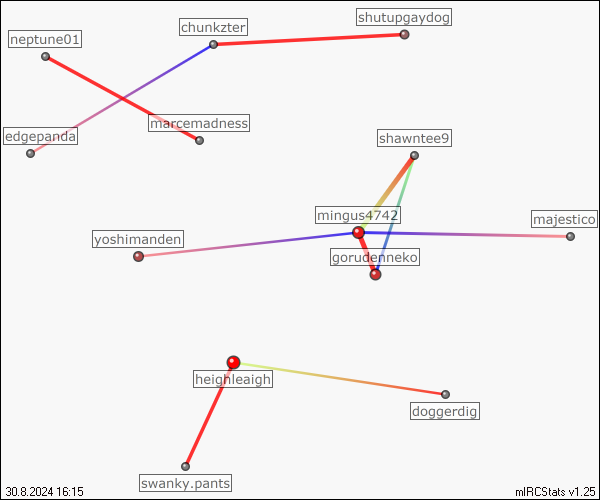 shutupgaydog
chunkzter
neptune01
marcemadness
edgepanda
shawntee9
mingus4742
majestico
yoshimanden
gorudenneko
heighleaigh
doggerdig
swanky.pants
30.8.2024 16:15
mIRCStats v1.25